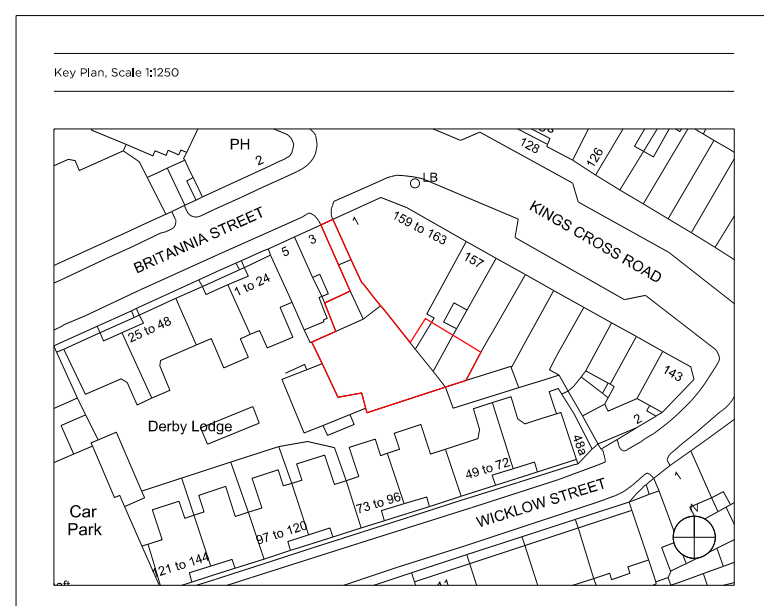 Key Plan, Scale 1:1250
PH
2
128
126
LB
KINGS CROSS ROAD
BRITANNIA STREET
1
159 to 163
3
5
157
1 to 24
25 to 48
143
Derby Lodge
2
48a
49 to 72
73 to 96
WICKLOW STREET
1
N
Car
Park
97 to 120
121 to 144
11